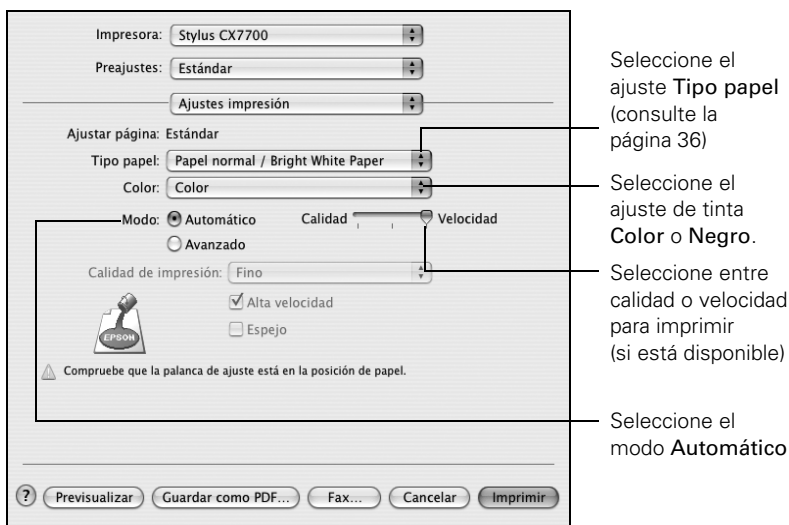 Impresora: Stylus CX7700
Preajustes: Estándar
Ajustes impresión
Ajustar página: Estándar
Tipo papel: Papel normal / Bright White Paper
Color: Color
Modo: Automático Calidad Velocidad
Avanzado
Calidad de impresión: Fino
Alta velocidad
Espejo
EPSON
Compruebe que la palanca de ajuste está en la posición de papel.
? Previsualizar Guardar como PDF... Fax... Cancelar Imprimir
Seleccione el
ajuste Tipo papel
(consulte la
página 36)
Seleccione el
ajuste de tinta
Color o Negro.
Seleccione entre
calidad o velocidad
para imprimir
(si está disponible)
Seleccione el
modo Automático